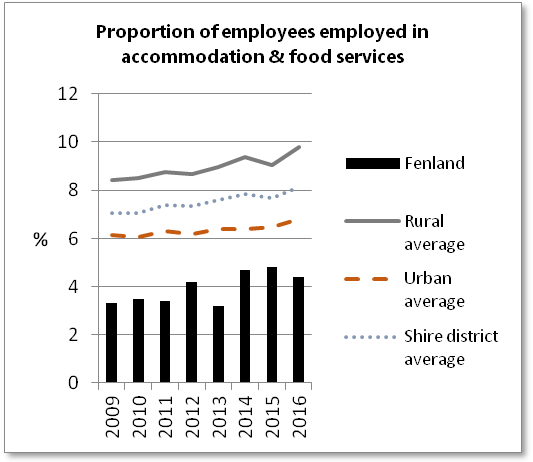 Proportion of employees employed in
accommodation & food services
12
10
8
6
4
2
0
%
2009
2010
2011
2012
2013
2014
2015
2016
Fenland
Rural
average
Urban
average
Shire district
average